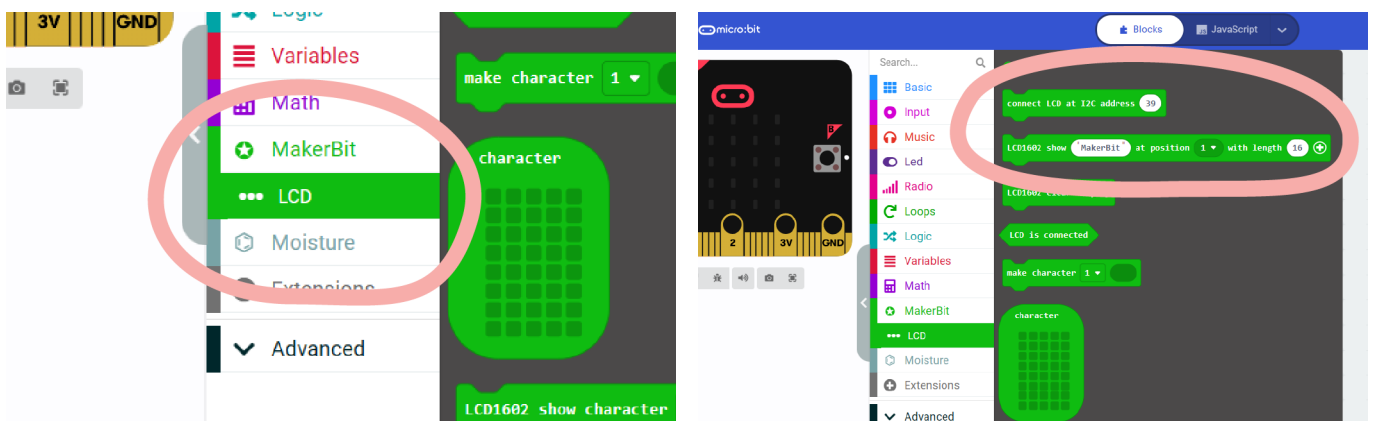 3V
GND
Logic
Variables
Math
MakerBit
LCD
Moisture
Extensions
Advanced
make character 1
character
LCD1602 show character
micro:bit
Blocks
JavaScript
Search...
Basic
Input
Music
Led
Radio
Loops
Logic
Variables
Math
MakerBit
LCD
Moisture
Extensions
Advanced
B
2
3V
GND
connect LCD at I2C address 39
LCD1602 show "MakerBit" at position 1 with length 16
LCD1602
LCD is connected
make character 1
character